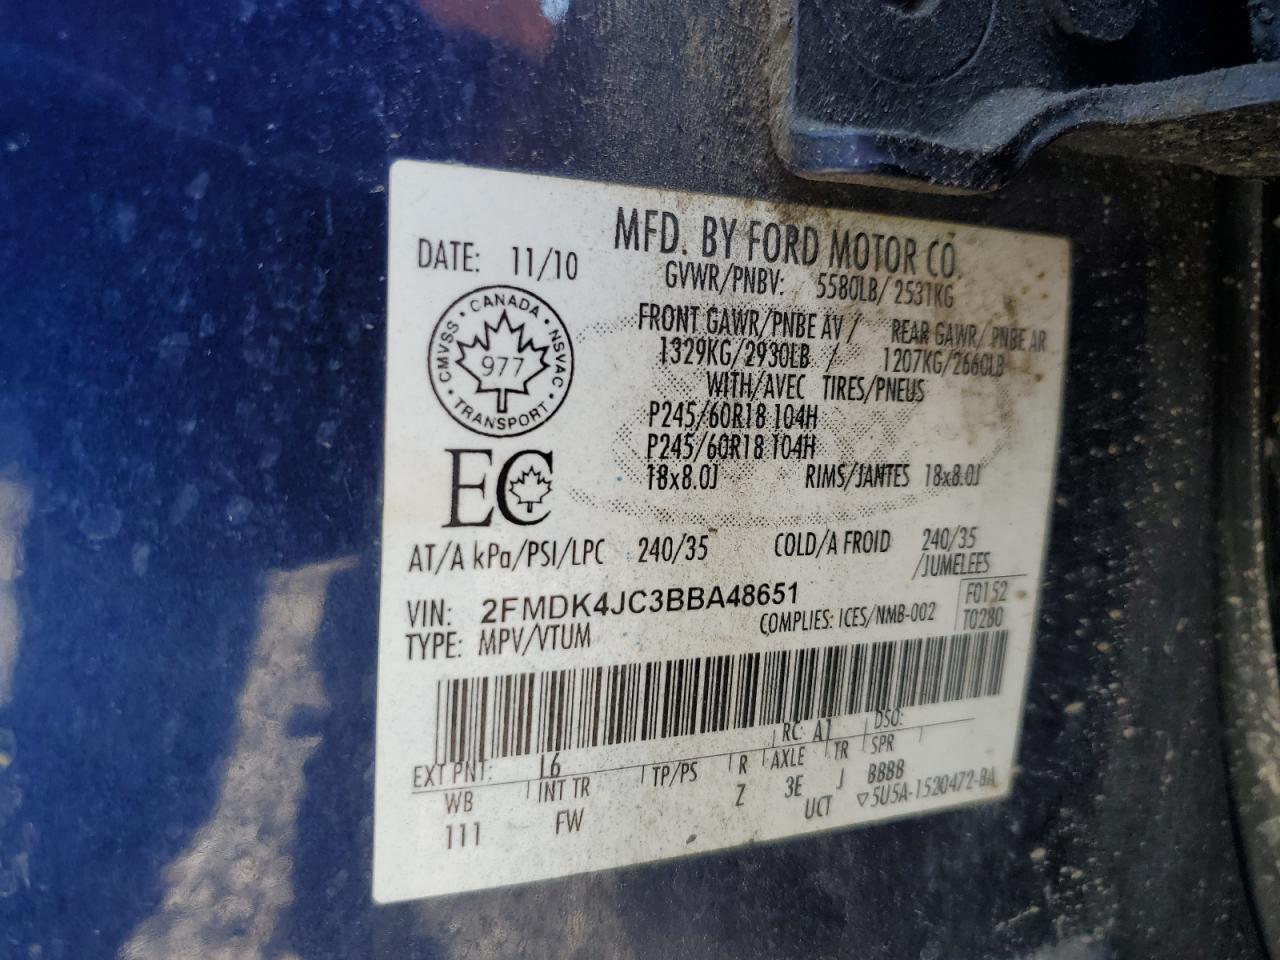 MFD. BY FORD MOTOR CO.
DATE: 11/10
GVWR/PNBV: 5580LB/ 2531KG
CMVSS • CANADA • NSVAC • TRANSPORT •
977
FRONT GAWR/PNBE AV / REAR GAWR/ PNBE AR
1329KG/2930LB / 1207KG/2660LB
WITH/AVEC TIRES/PNEUS
P245/60R18 104H
P245/60R18 104H
18x8.0J RIMS/JANTES 18x8.0J
EC
AT/A kPa/PSI/LPC 240/35 COLD/A FROID 240/35
/JUMELEES
VIN: 2FMDK4JC3BBA48651
F0152
TYPE: MPV/VTUM COMPLIES: ICES/NMB-002 T0280
RC: A1 DSO:
EXT PNT: L6
WB INT TR TP/PS R AXLE TR SPR
111 FW Z 3E J BBBB
UCT ▽5U5A-1520472-BA